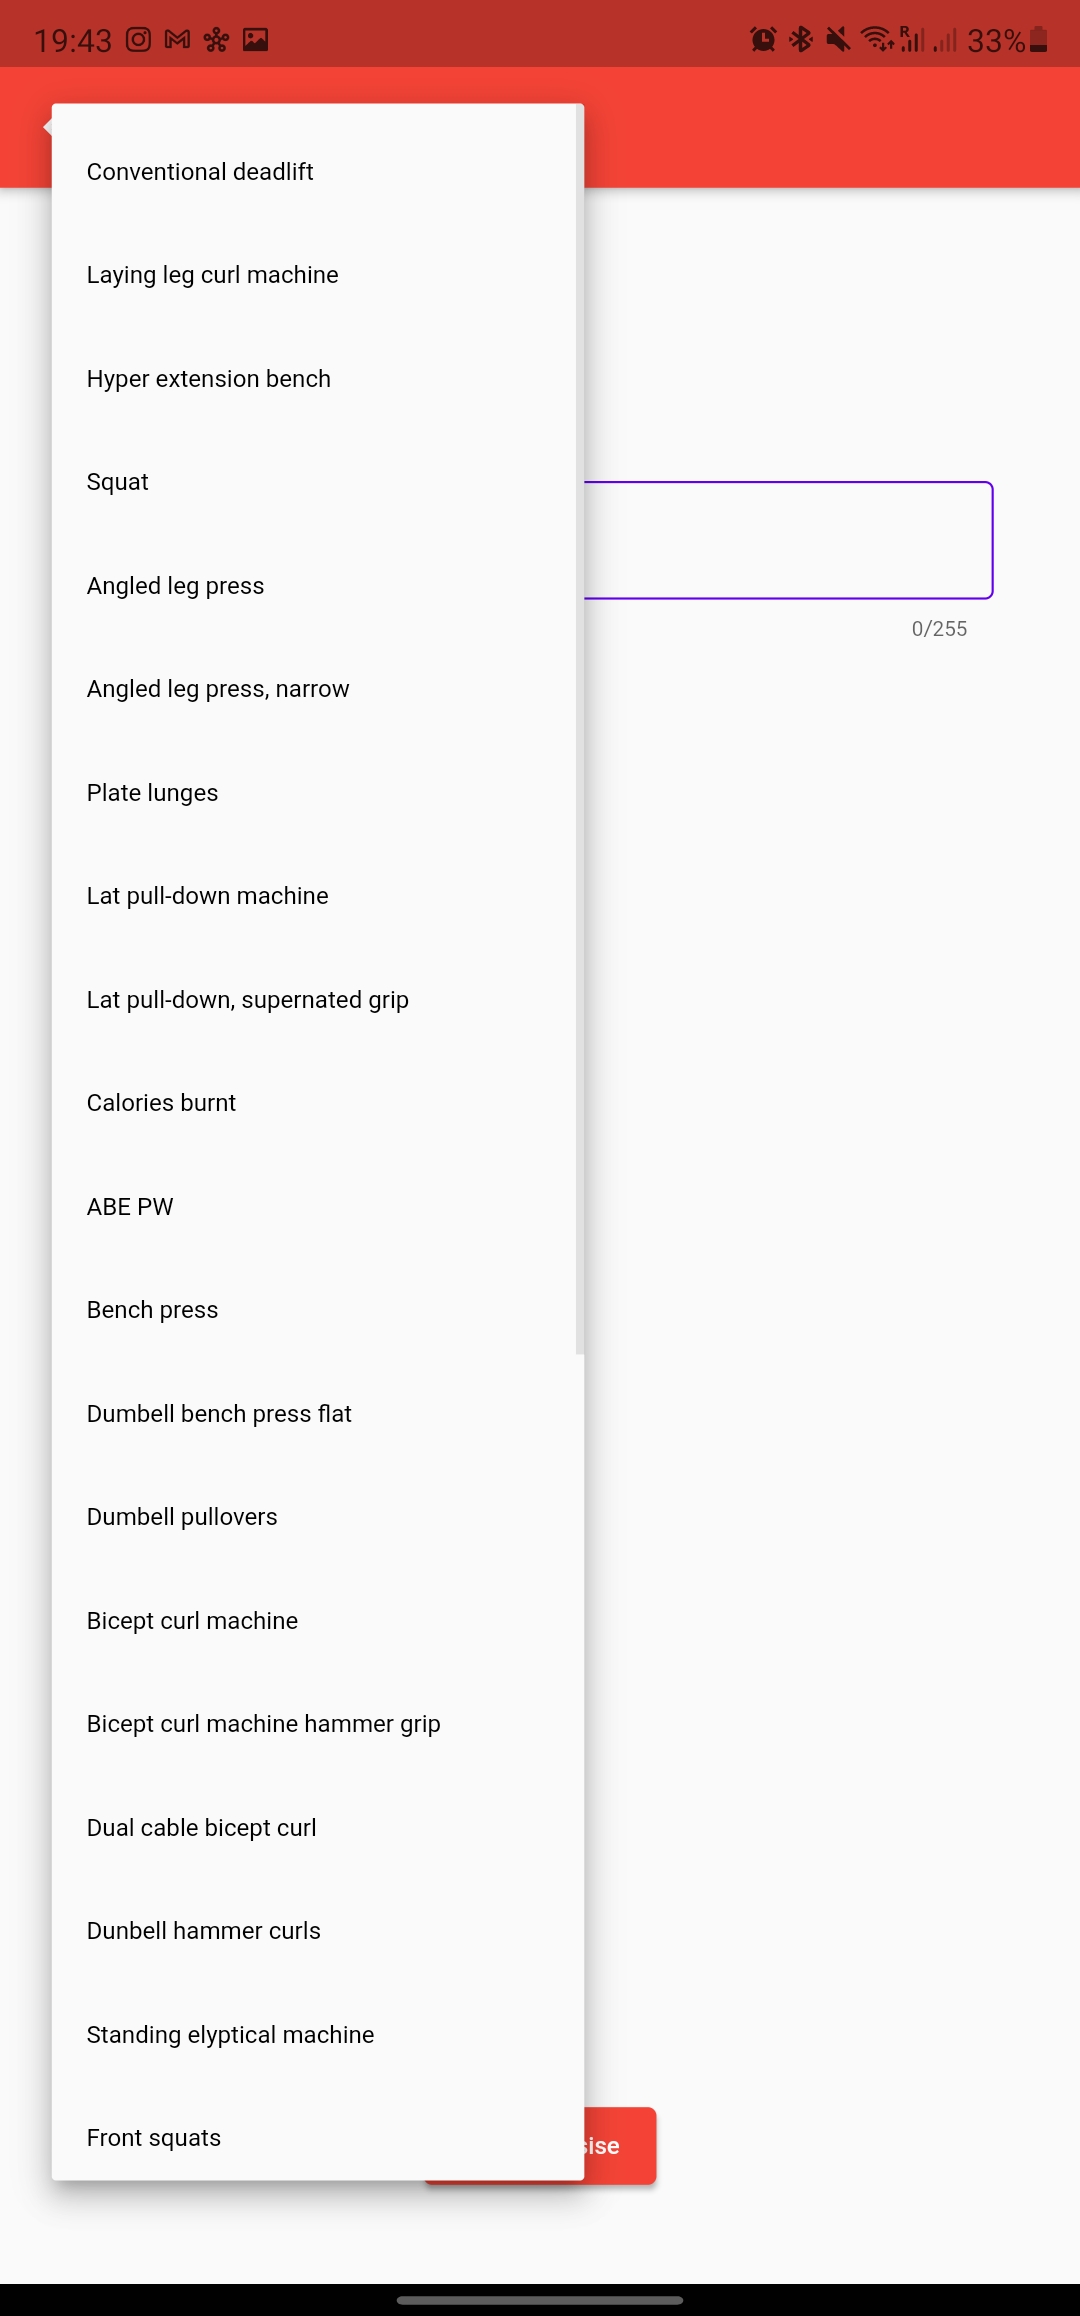 19:43
R
33%
Conventional deadlift
Laying leg curl machine
Hyper extension bench
Squat
Angled leg press
0/255
Angled leg press, narrow
Plate lunges
Lat pull-down machine
Lat pull-down, supernated grip
Calories burnt
ABE PW
Bench press
Dumbell bench press flat
Dumbell pullovers
Bicept curl machine
Bicept curl machine hammer grip
Dual cable bicept curl
Dunbell hammer curls
Standing elyptical machine
Front squats